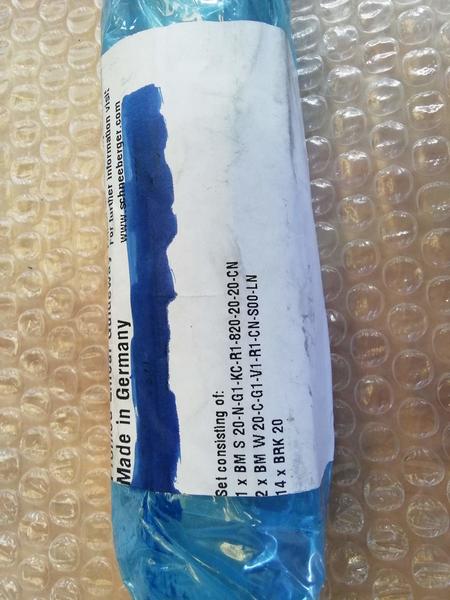 For further information visit:
www.schneeberger.com
Made in Germany
Set consisting of:
1 x BM S 20-N-G1-KC-R1-820-20-20-CN
2 x BM W 20-C-G1-V1-R1-CN-S00-LN
14 x BRK 20